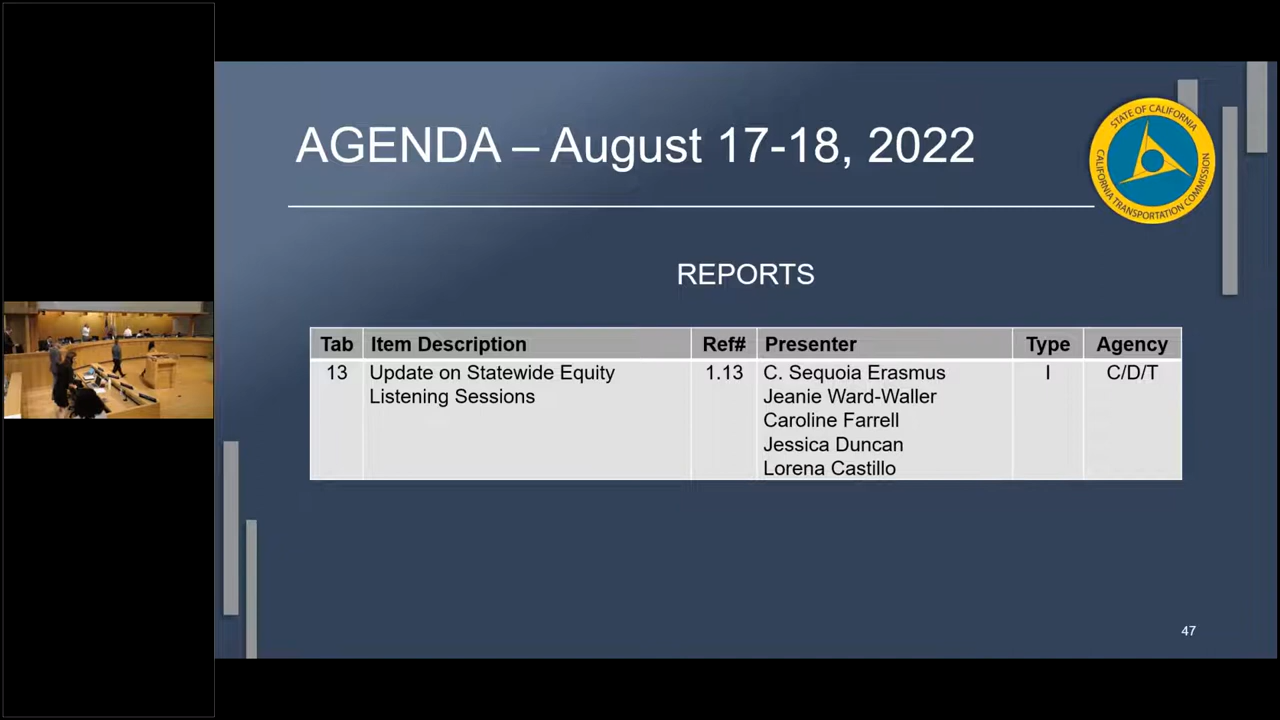 AGENDA – August 17-18, 2022
STATE OF CALIFORNIA
CALIFORNIA TRANSPORTATION COMMISSION
REPORTS
Tab Item Description Ref# Presenter Type Agency
13 Update on Statewide Equity 1.13 C. Sequoia Erasmus I C/D/T
Listening Sessions Jeanie Ward-Waller
Caroline Farrell
Jessica Duncan
Lorena Castillo
47